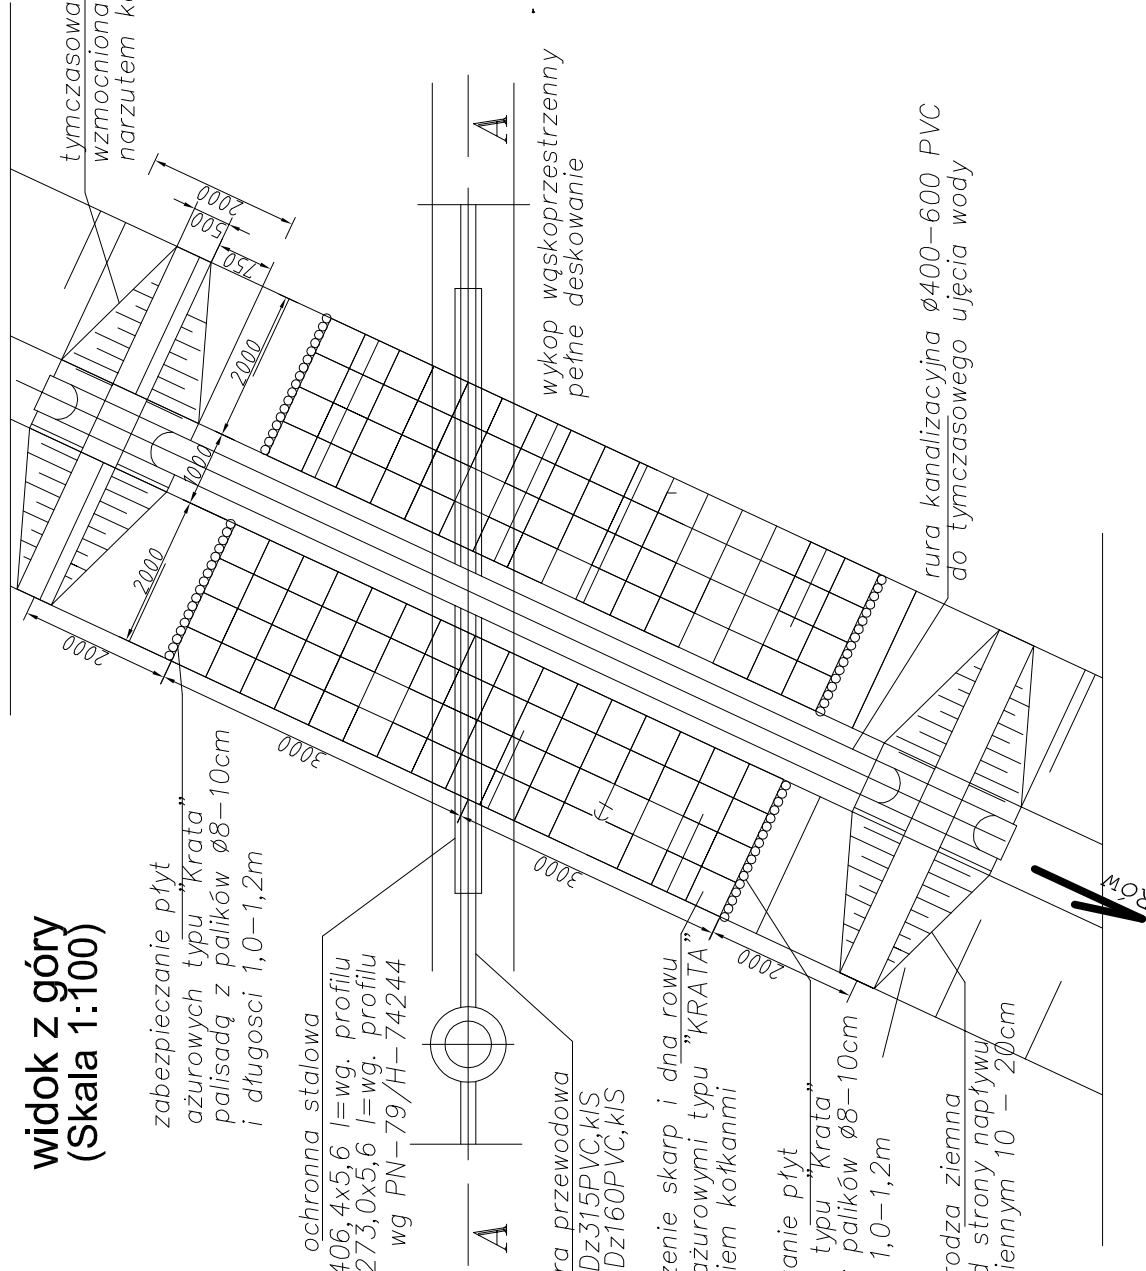 widok z góry
(Skala 1:100)
tymczasowa
wzmocniona
narzutem
zabezpieczanie płyt
ażurowych typu „Krata”
palisadą z palików ø8-10cm
i długosci 1,0-1,2m
ochronna stalowa
406,4x5,6 l=wg. profilu
273,0x5,6 l=wg. profilu
wg PN-79/H-74244
wykop wąskoprzestrzenny
pełne deskowanie
rura kanalizacyjna ø400-600 PVC
do tymczasowego ujęcia wody
ra przewodowa
Dz315PVC,klS
Dz160PVC,klS
zenie skarp i dna rowu
ażurowymi typu "KRATA"
iem kołkanmi
anie płyt
typu „Krata”
palików ø8-10cm
1,0-1,2m
rodza ziemna
d strony napływu
iennym 10 - 20cm
A
A
2000
500
750
2000
1000
2000
2000
3000
3000
2000
Rów